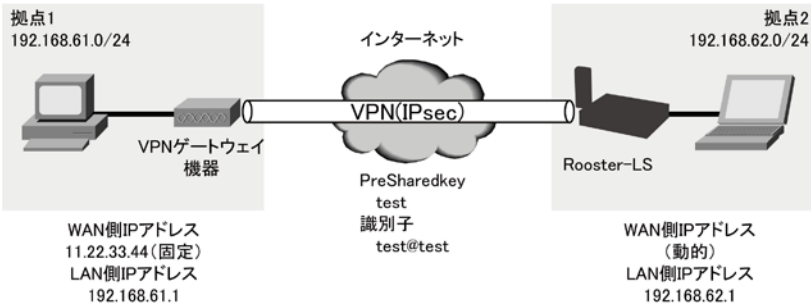 拠点1
192.168.61.0/24
インターネット
拠点2
192.168.62.0/24
VPN(IPsec)
VPNゲートウェイ
機器
Rooster-LS
PreSharedkey
test
識別子
test@test
WAN側IPアドレス
11.22.33.44(固定)
LAN側IPアドレス
192.168.61.1
WAN側IPアドレス
(動的)
LAN側IPアドレス
192.168.62.1